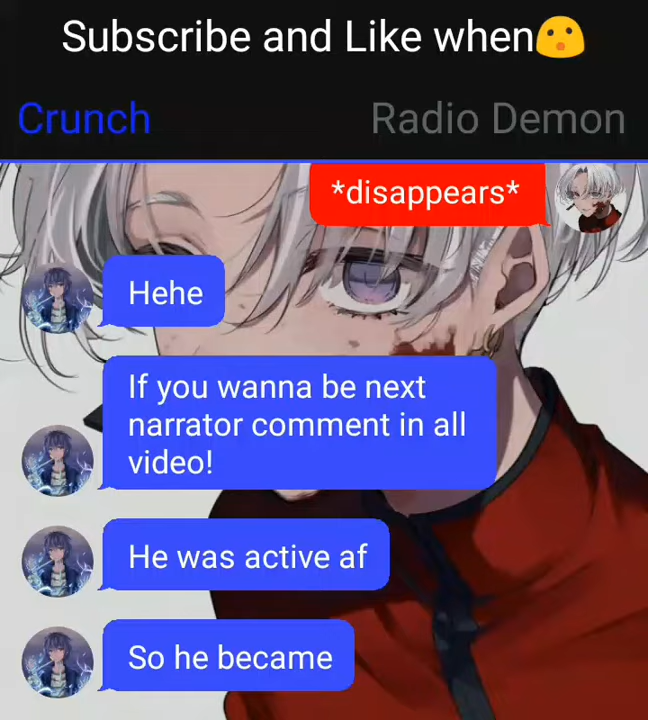 Subscribe and Like when😮
Crunch
Radio Demon
*disappears*
Hehe
If you wanna be next
narrator comment in all
video!
He was active af
So he became